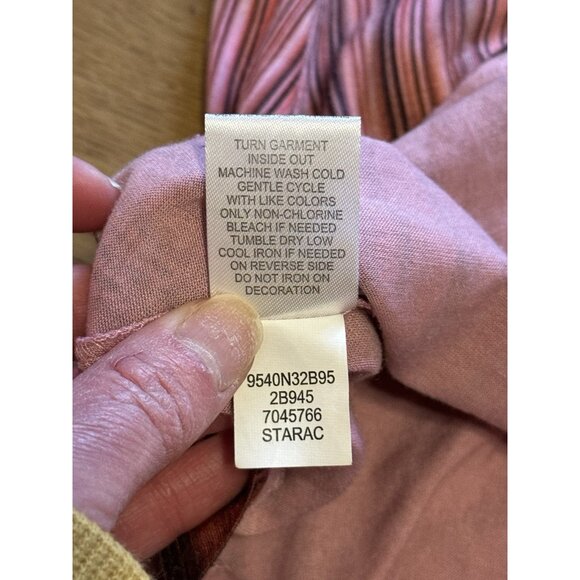 TURN GARMENT
INSIDE OUT
MACHINE WASH COLD
GENTLE CYCLE
WITH LIKE COLORS
ONLY NON-CHLORINE
BLEACH IF NEEDED
TUMBLE DRY LOW
COOL IRON IF NEEDED
ON REVERSE SIDE
DO NOT IRON ON
DECORATION
9540N32B95
2B945
7045766
STARAC